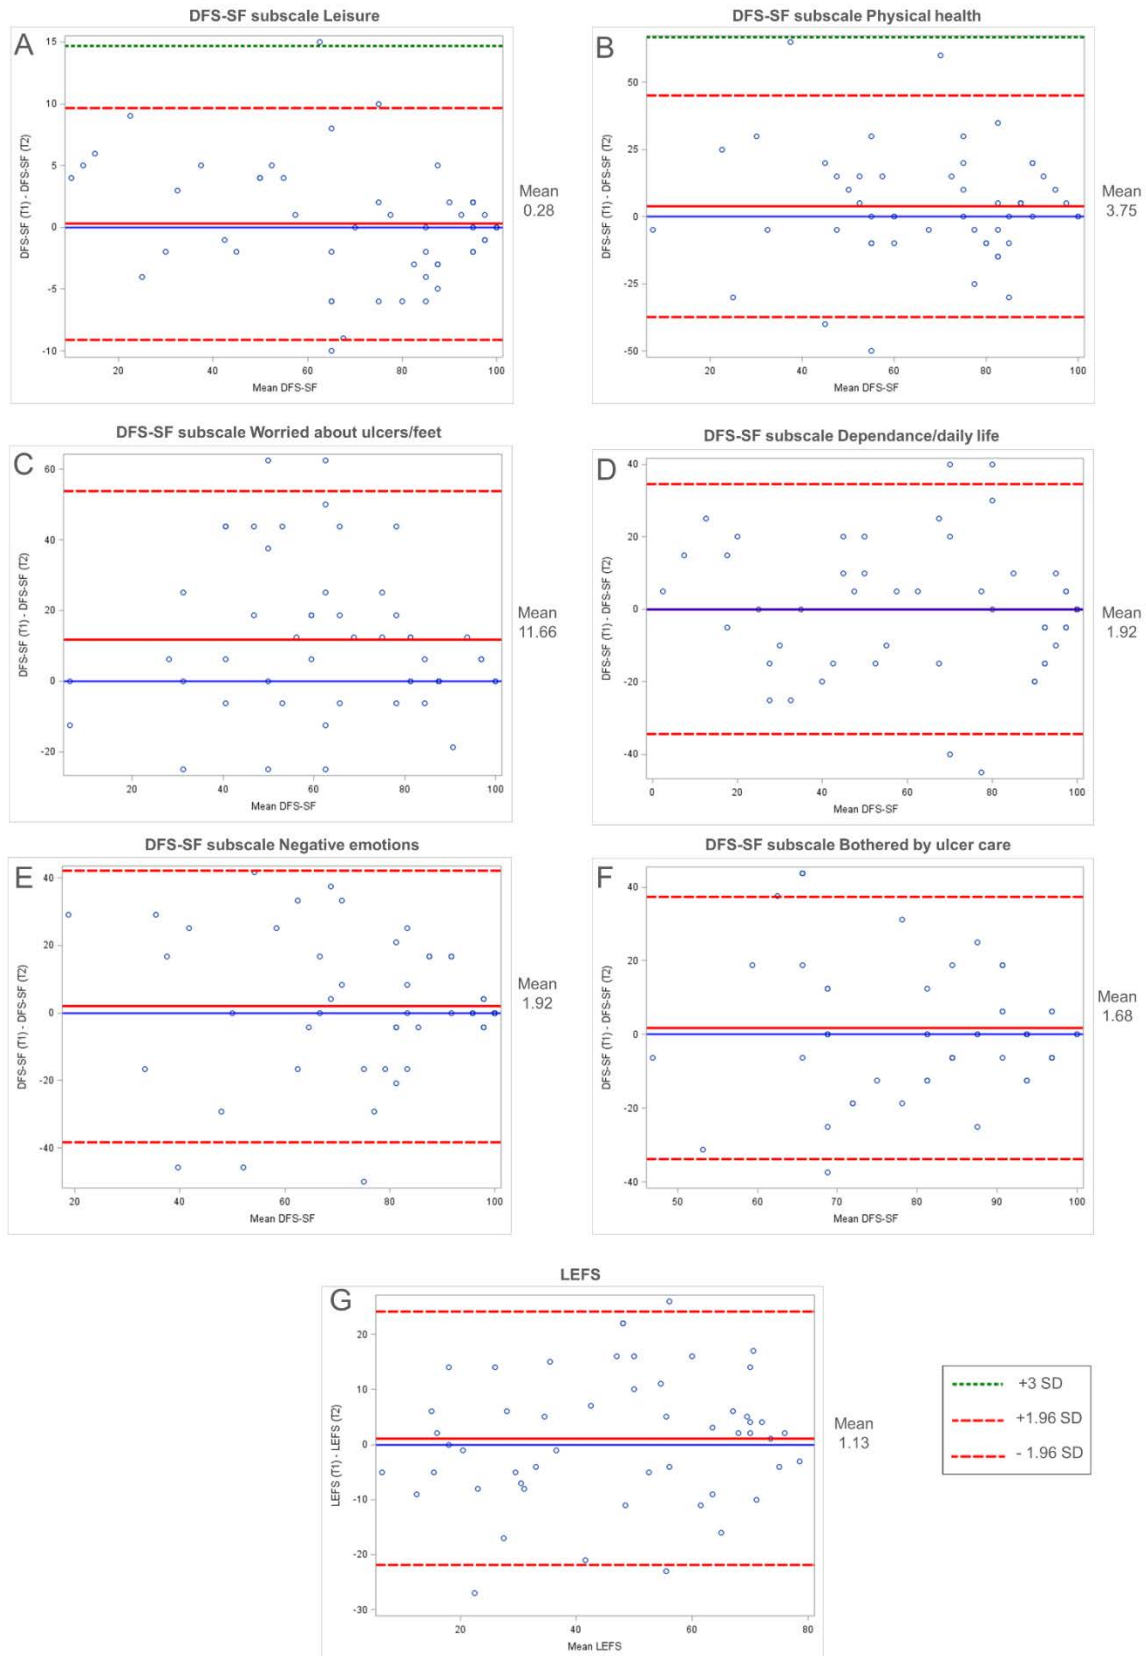 DFS-SF subscale Leisure
A
15
10
5
0
-5
-10
20
40
60
80
100
DFS-SF (T1) - DFS-SF (T2)
Mean DFS-SF
Mean
0.28
DFS-SF subscale Physical health
B
50
25
0
-25
-50
20
40
60
80
100
DFS-SF (T1) - DFS-SF (T2)
Mean DFS-SF
Mean
3.75
DFS-SF subscale Worried about ulcers/feet
C
60
40
20
0
-20
20
40
60
80
100
DFS-SF (T1) - DFS-SF (T2)
Mean DFS-SF
Mean
11.66
DFS-SF subscale Dependance/daily life
D
40
20
0
-20
-40
0
20
40
60
80
100
DFS-SF (T1) - DFS-SF (T2)
Mean DFS-SF
Mean
1.92
DFS-SF subscale Negative emotions
E
40
20
0
-20
-40
20
40
60
80
100
DFS-SF (T1) - DFS-SF (T2)
Mean DFS-SF
Mean
1.92
DFS-SF subscale Bothered by ulcer care
F
40
20
0
-20
-40
50
60
70
80
90
100
DFS-SF (T1) - DFS-SF (T2)
Mean DFS-SF
Mean
1.68
LEFS
G
20
10
0
-10
-20
-30
20
40
60
80
LEFS (T1) - LEFS (T2)
Mean LEFS
Mean
1.13
+3 SD
+1.96 SD
- 1.96 SD